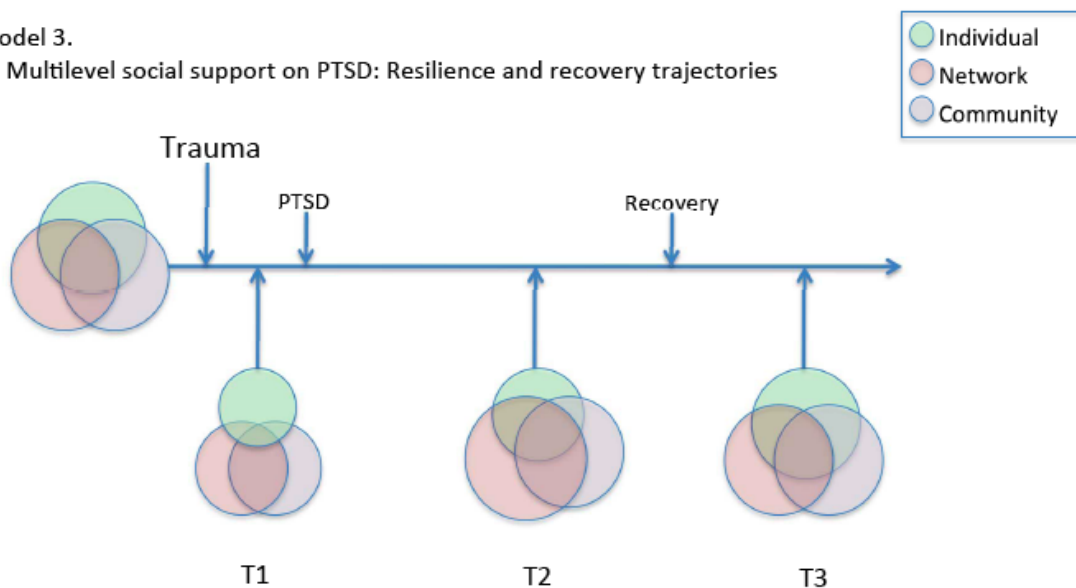 odel 3.
Multilevel social support on PTSD: Resilience and recovery trajectories
Individual
Network
Community
Trauma
PTSD
Recovery
T1
T2
T3